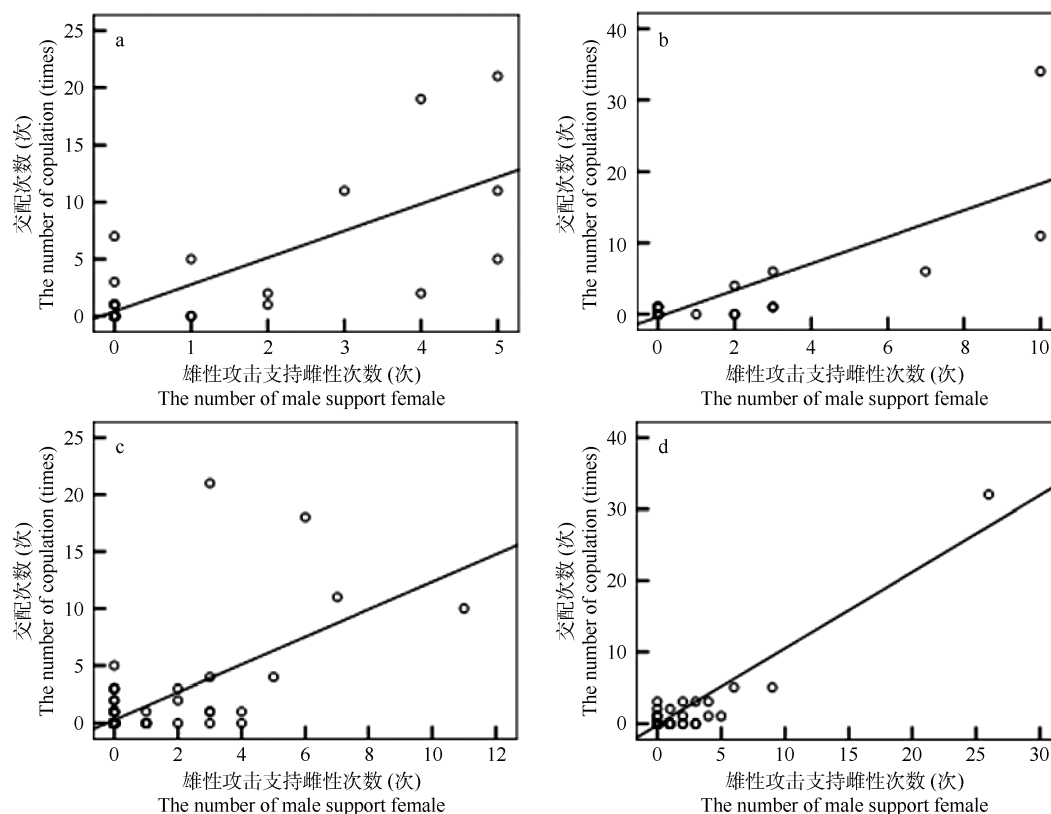 a
25
20
15
10
5
0
交配次数 (次)
The number of copulation (times)
0 1 2 3 4 5
雄性攻击支持雌性次数 (次)
The number of male support female
b
40
30
20
10
0
交配次数 (次)
The number of copulation (times)
0 2 4 6 8 10
雄性攻击支持雌性次数 (次)
The number of male support female
c
25
20
15
10
5
0
交配次数 (次)
The number of copulation (times)
0 2 4 6 8 10 12
雄性攻击支持雌性次数 (次)
The number of male support female
d
40
30
20
10
0
交配次数 (次)
The number of copulation (times)
0 5 10 15 20 25 30
雄性攻击支持雌性次数 (次)
The number of male support female